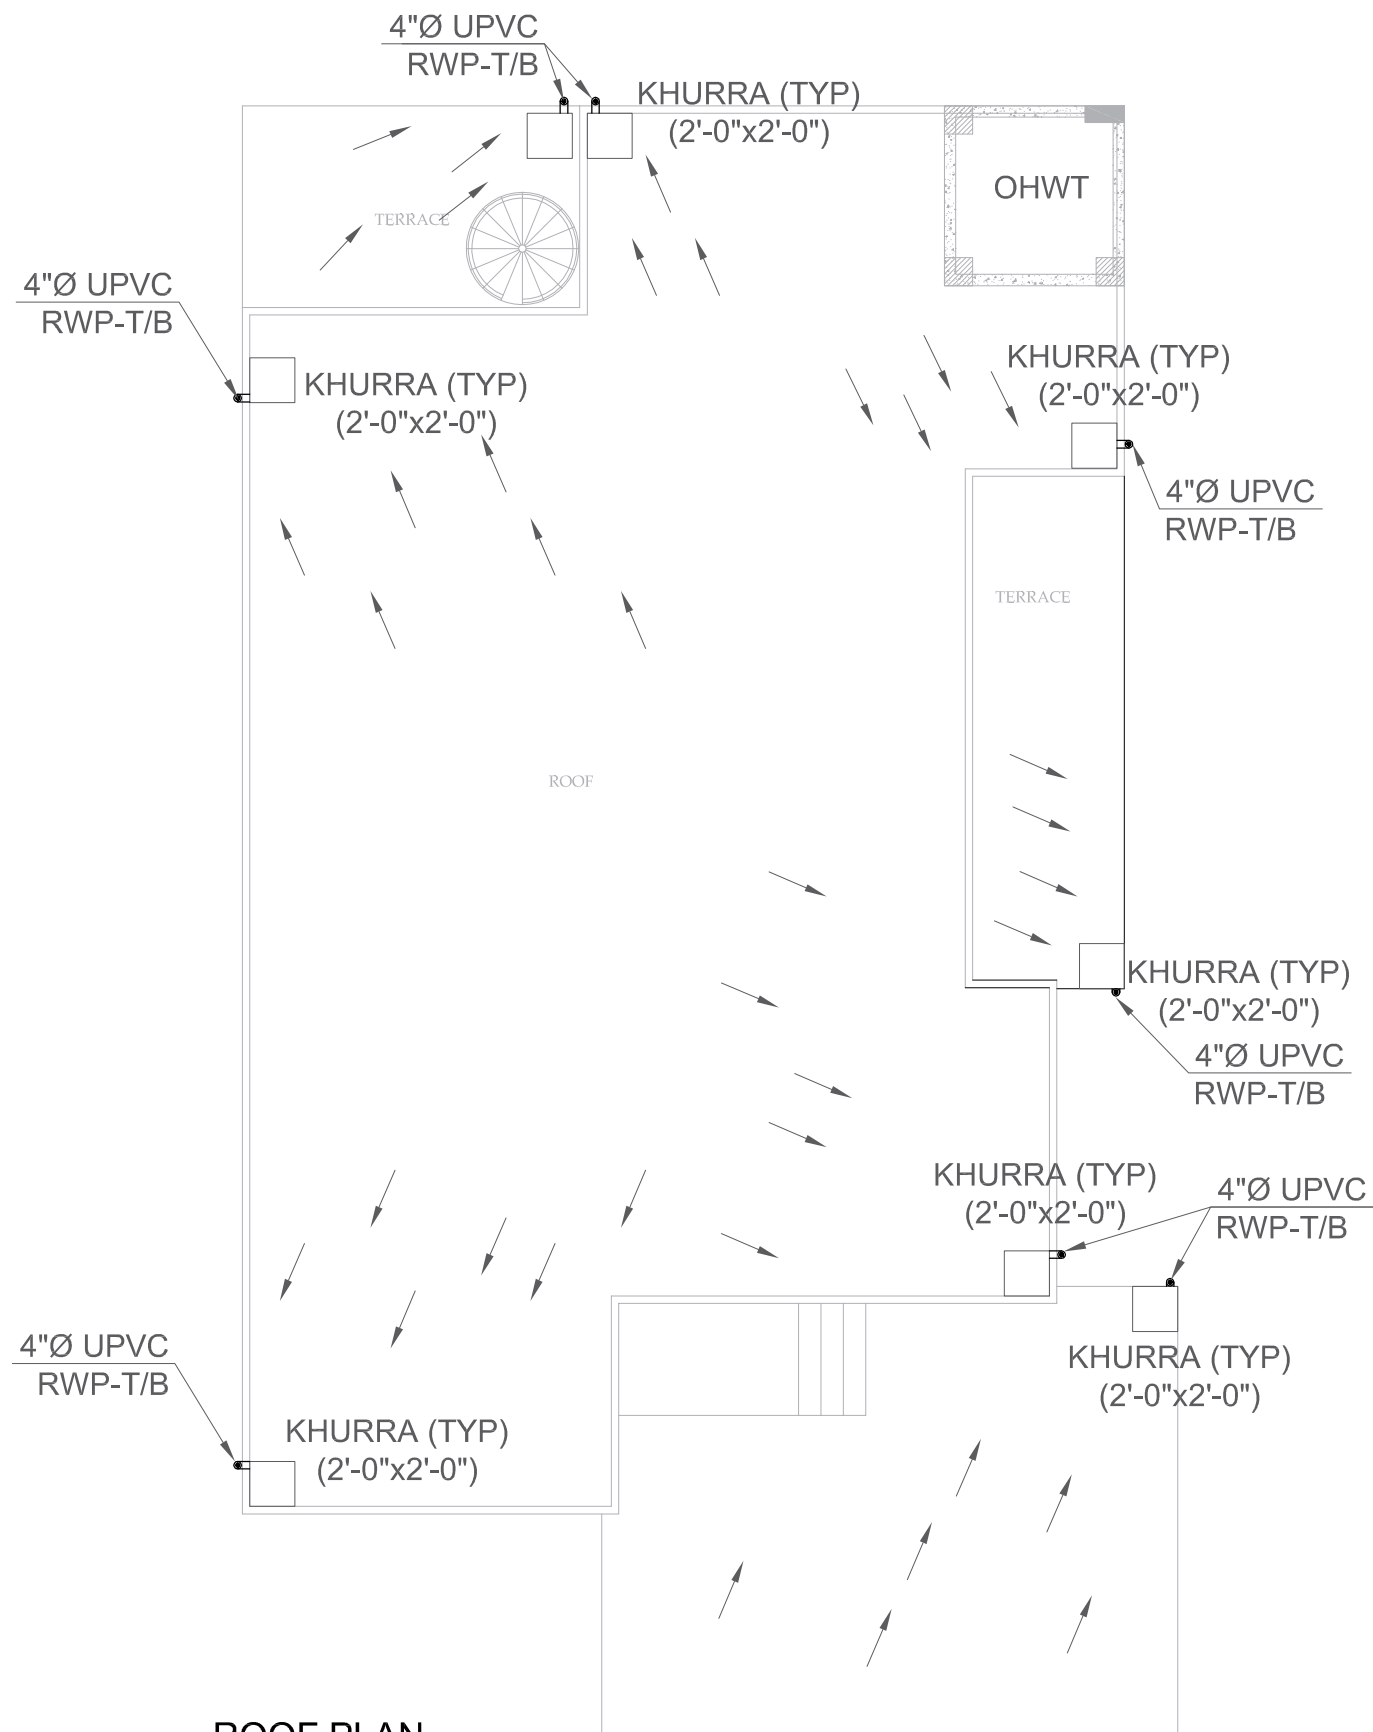 4"Ø UPVC
RWP-T/B
KHURRA (TYP)
(2'-0"x2'-0")
OHWT
TERRACE
4"Ø UPVC
RWP-T/B
KHURRA (TYP)
(2'-0"x2'-0")
KHURRA (TYP)
(2'-0"x2'-0")
4"Ø UPVC
RWP-T/B
TERRACE
ROOF
KHURRA (TYP)
(2'-0"x2'-0")
4"Ø UPVC
RWP-T/B
KHURRA (TYP)
(2'-0"x2'-0")
4"Ø UPVC
RWP-T/B
4"Ø UPVC
RWP-T/B
KHURRA (TYP)
(2'-0"x2'-0")
KHURRA (TYP)
(2'-0"x2'-0")
ROOF PLAN